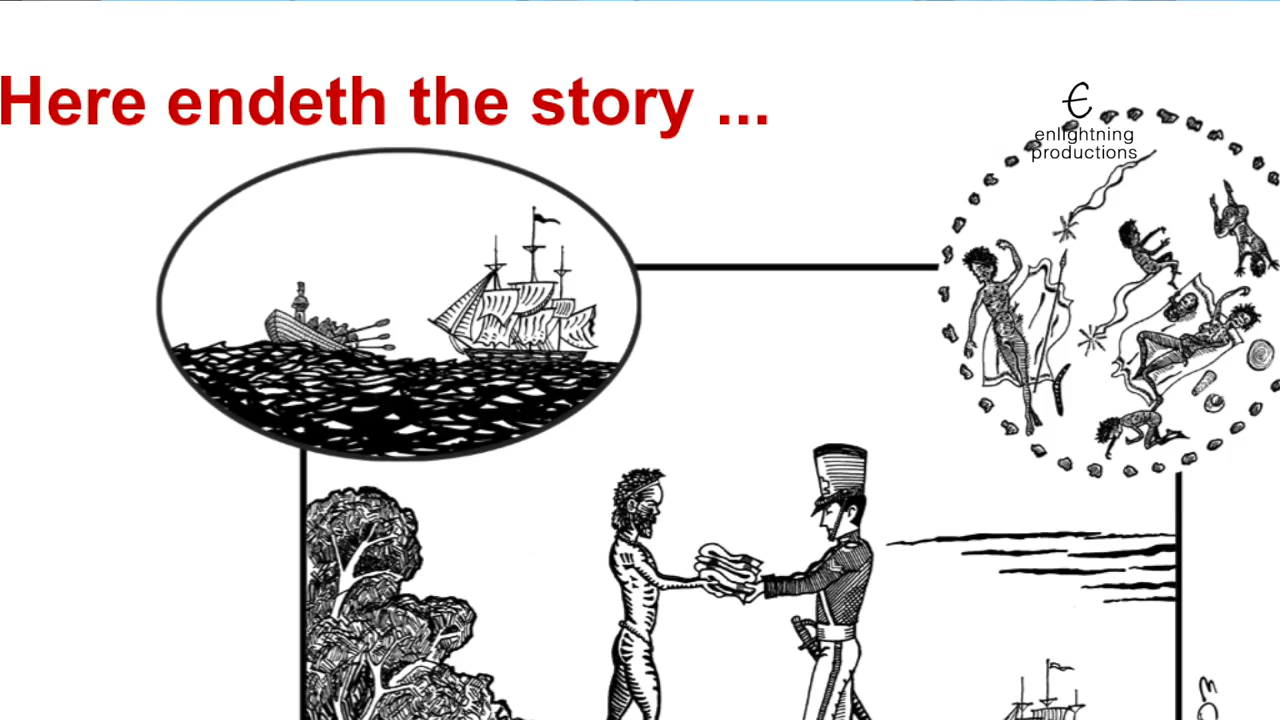 Here endeth the story ...
enlightning
productions